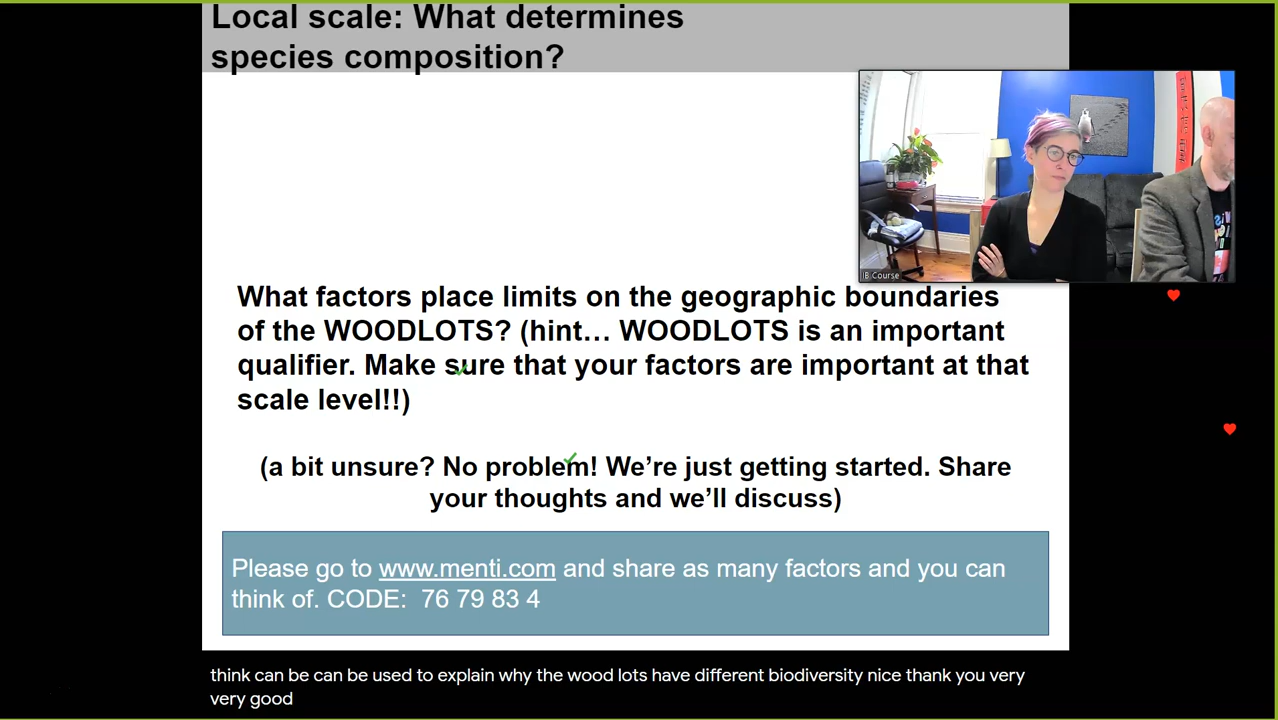 Local scale: What determines
species composition?
IB Course
What factors place limits on the geographic boundaries
of the WOODLOTS? (hint… WOODLOTS is an important
qualifier. Make sure that your factors are important at that
scale level!!)
(a bit unsure? No problem! We’re just getting started. Share
your thoughts and we’ll discuss)
Please go to www.menti.com and share as many factors and you can
think of. CODE: 76 79 83 4
think can be can be used to explain why the wood lots have different biodiversity nice thank you very
very good